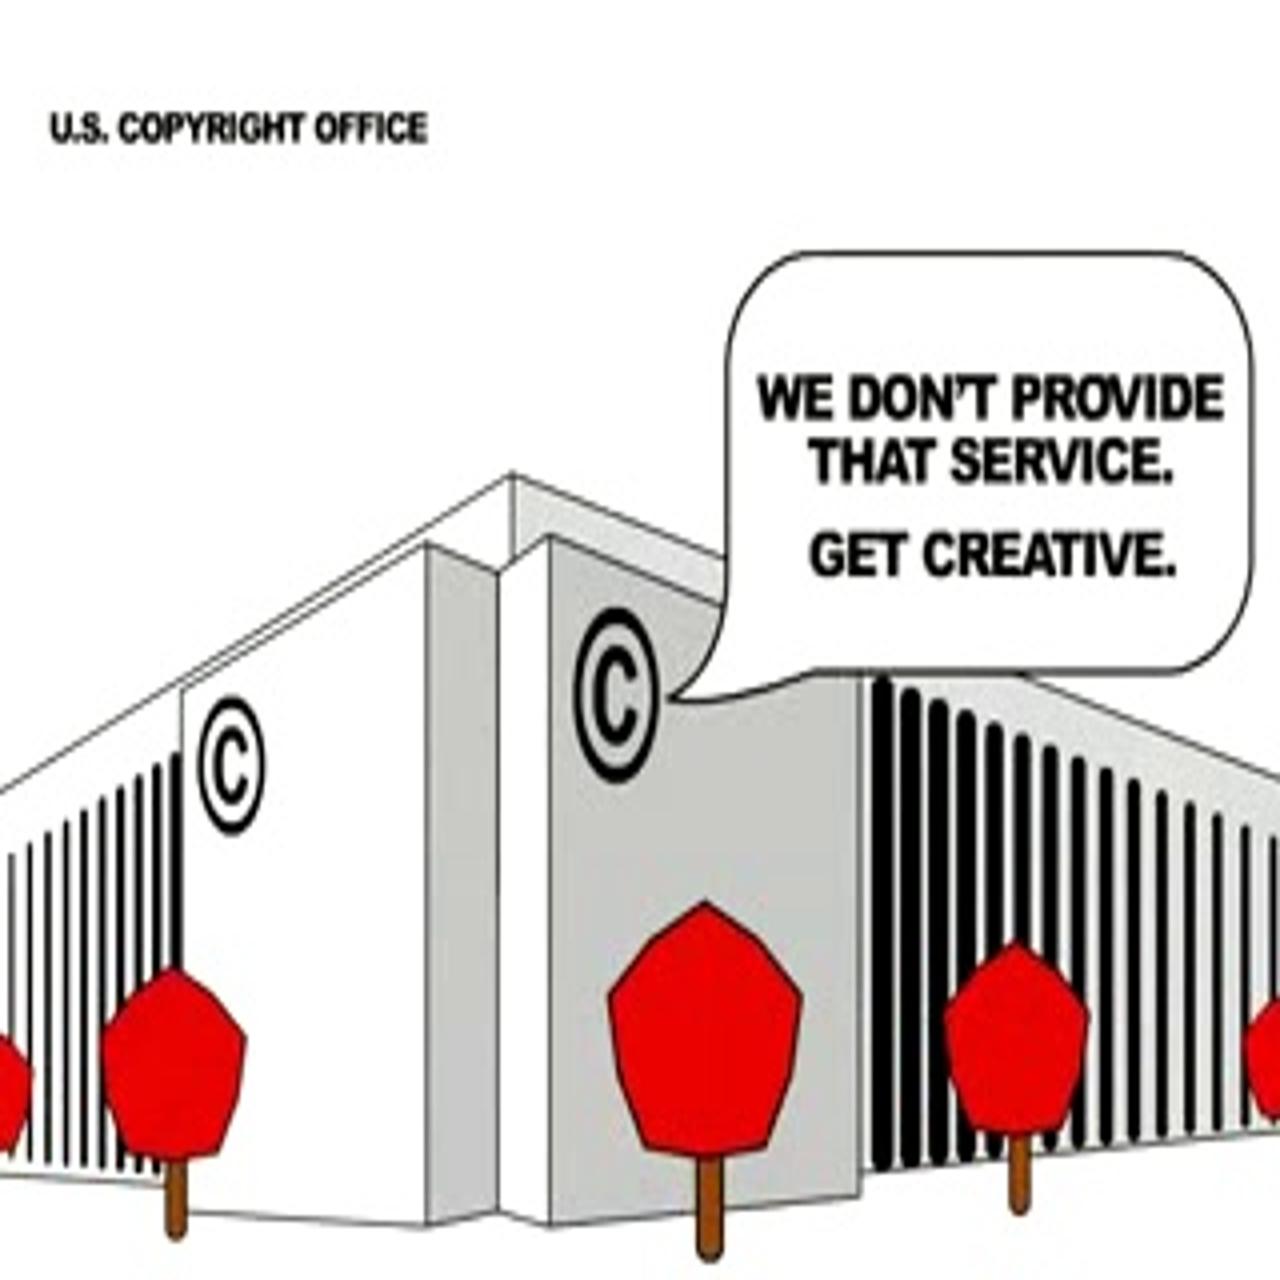 U.S. COPYRIGHT OFFICE
WE DON'T PROVIDE
THAT SERVICE.
GET CREATIVE.
©
©